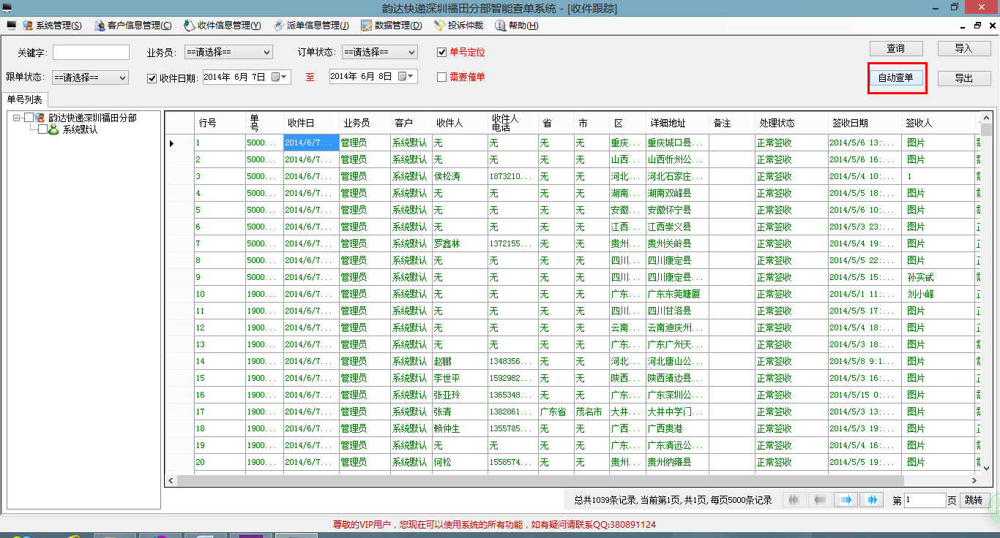 韵达快递深圳福田分部智能查单系统 - [收件跟踪]
系统管理(S) 客户信息管理(C) 收件信息管理(Y) 派单信息管理(J) 数据管理(D) 投诉仲裁 帮助(H)
关键字: 业务员: ==请选择== 订单状态: ==请选择== 单号定位 查询 导入
跟单状态: ==请选择== 收件日期: 2014年 6月 7日 至 2014年 6月 8日 需要催单 自动查单 导出
单号列表
韵达快递深圳福田分部
系统默认
行号 单号 收件日 业务员 客户 收件人 收件人电话 省 市 区 详细地址 备注 处理状态 签收日期 签收人
1 5000... 2014/6/7... 管理员 系统默认 无 无 无 无 重庆... 重庆城口县... 正常签收 2014/5/6 13:... 图片
2 5000... 2014/6/7... 管理员 系统默认 无 无 无 无 山西... 山西忻州公... 正常签收 2014/5/6 16:... 图片
3 5000... 2014/6/7... 管理员 系统默认 侯松涛 1873210... 无 无 河北... 河北石家庄... 正常签收 2014/5/4 10:... 1
4 5000... 2014/6/7... 管理员 系统默认 无 无 无 无 湖南... 湖南双峰县 正常签收 2014/5/5 18:... 图片
5 5000... 2014/6/7... 管理员 系统默认 无 无 无 无 安徽... 安徽怀宁县 正常签收 2014/5/6 10:... 图片
6 5000... 2014/6/7... 管理员 系统默认 无 无 无 无 江西... 江西崇义县 正常签收 2014/5/3 23:... 图片
7 5000... 2014/6/7... 管理员 系统默认 罗鑫林 1372155... 无 无 贵州... 贵州关岭县 正常签收 2014/5/4 19:... 图片
8 5000... 2014/6/7... 管理员 系统默认 无 无 无 无 四川... 四川康定县 正常签收 2014/5/5 22:... 图片
9 5000... 2014/6/7... 管理员 系统默认 无 无 无 无 四川... 四川康定县... 正常签收 2014/5/5 15:... 孙实甙
10 1900... 2014/6/7... 管理员 系统默认 无 无 无 无 广东... 广东东莞塘厦 正常签收 2014/5/1 11:... 刘小峰
11 1900... 2014/6/7... 管理员 系统默认 无 无 无 无 四川... 四川甘洛县 正常签收 2014/5/5 17:... 图片
12 1900... 2014/6/7... 管理员 系统默认 无 无 无 无 云南... 云南迪庆州... 正常签收 2014/5/4 18:... 图片
13 1900... 2014/6/7... 管理员 系统默认 无 无 无 无 广东... 广东广州天... 正常签收 2014/5/3 18:... 图片
14 1900... 2014/6/7... 管理员 系统默认 赵鹏 1348356... 无 无 河北... 河北唐山公... 正常签收 2014/5/8 9:1... 图片
15 1900... 2014/6/7... 管理员 系统默认 李世平 1592982... 无 无 陕西... 陕西靖边县... 正常签收 2014/5/3 16:... 图片
16 1900... 2014/6/7... 管理员 系统默认 张亚玲 1365348... 无 无 广东... 广东深圳公... 正常签收 2014/5/15 0:... 图片
17 1900... 2014/6/7... 管理员 系统默认 张清 1382861... 广东省 茂名市 大井... 大井中学门... 正常签收 2014/5/3 13:... 图片
18 1900... 2014/6/7... 管理员 系统默认 赖仲生 1355785... 无 无 广西... 广西贵港 正常签收 2014/5/3 19:... 图片
19 1900... 2014/6/7... 管理员 系统默认 无 无 无 无 广东... 广东清远公... 正常签收 2014/5/4 16:... 图片
20 1900... 2014/6/7... 管理员 系统默认 何松 1558574... 无 无 贵州... 贵州纳雍县 正常签收 2014/5/5 19:... 图片
总共1039条记录, 当前第1页, 共1页, 每页5000条记录 第 1 页 跳转
尊敬的VIP用户，您现在可以使用系统的所有功能，如有疑问请联系QQ:380891124